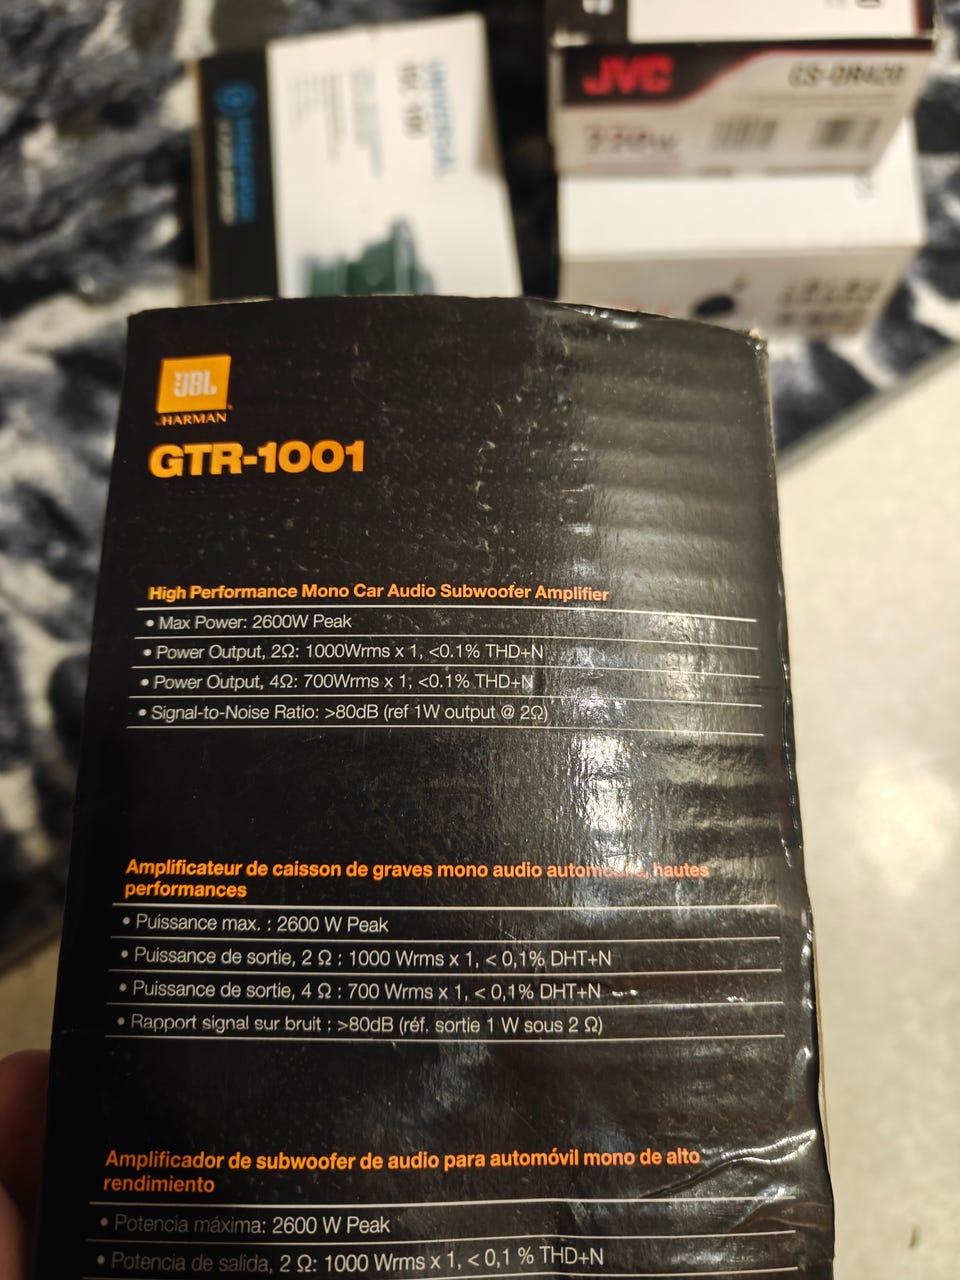 JVC
CS-DR420
220W
JBL
HARMAN
GTR-1001
High Performance Mono Car Audio Subwoofer Amplifier
• Max Power: 2600W Peak
• Power Output, 2Ω: 1000Wrms x 1, <0.1% THD+N
• Power Output, 4Ω: 700Wrms x 1, <0.1% THD+N
• Signal-to-Noise Ratio: >80dB (ref 1W output @ 2Ω)
Amplificateur de caisson de graves mono audio hautes
performances
• Puissance max. : 2600 W Peak
• Puissance de sortie, 2 Ω : 1000 Wrms x 1, < 0,1% DHT+N
• Puissance de sortie, 4 Ω : 700 Wrms x 1, < 0,1% DHT+N
• Rapport signal sur bruit : >80dB (réf. sortie 1 W sous 2 Ω)
Amplificador de subwoofer de audio para automóvil mono de alto
rendimiento
• Potencia máxima: 2600 W Peak
• Potencia de salida, 2 Ω: 1000 Wrms x 1, < 0,1 % THD+N